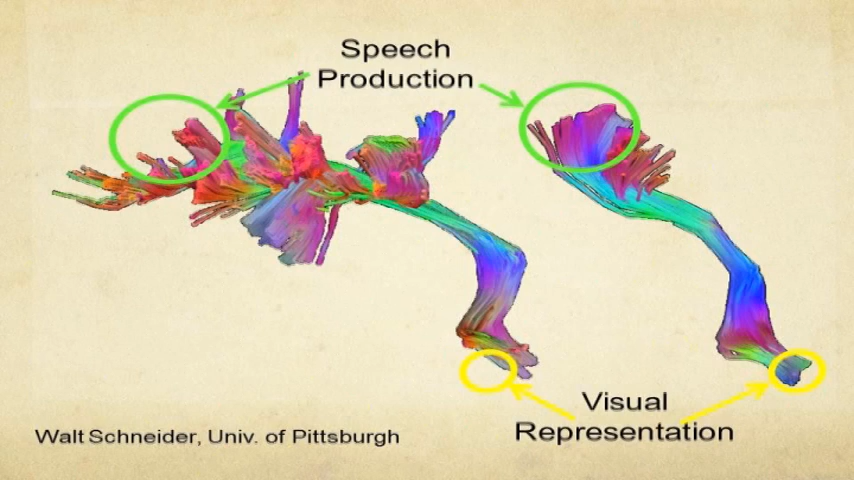 Speech
Production
Visual
Representation
Walt Schneider, Univ. of Pittsburgh